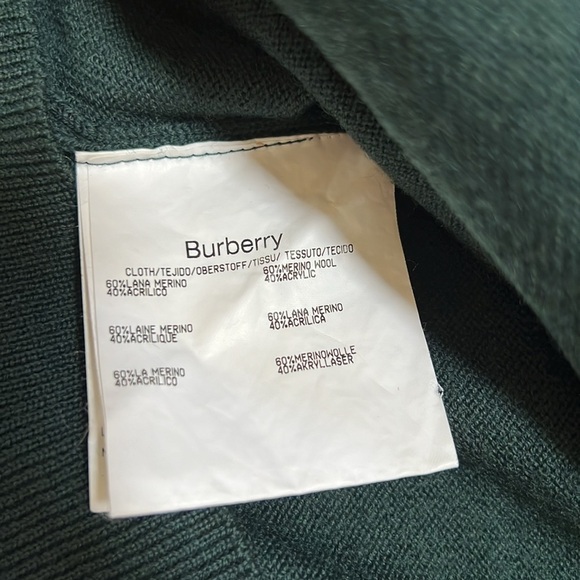 Burberry
CLOTH/TEJIDO/OBERSTOFF/TISSU/ TESSUTO/TECIDO
60%LANA MERINO
40%ACRILICO
60%MERINO WOOL
40%ACRYLIC
60%LAINE MERINO
40%ACRILIQUE
60%LANA MERINO
40%ACRILICA
60%LA MERINO
40%ACRILICO
60%MERINOWOLLE
40%AKRYLLASER